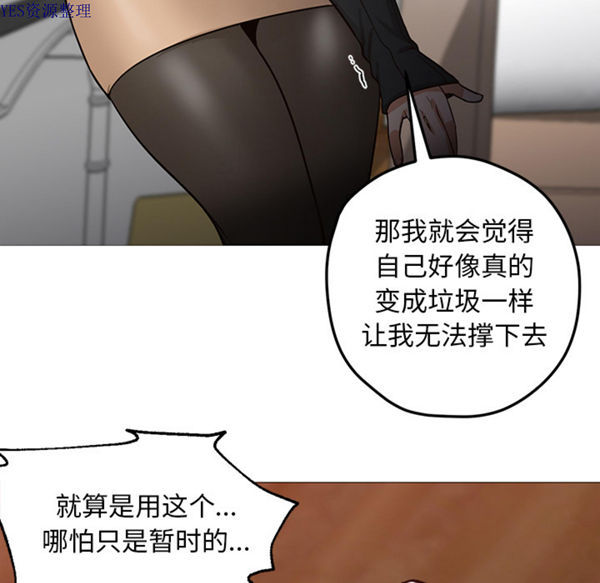 YES资源整理
那我就会觉得
自己好像真的
变成垃圾一样
让我无法撑下去
就算是用这个...
哪怕只是暂时的...